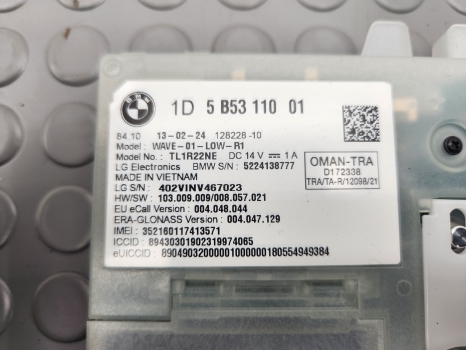 BMW
1D 5 B53 110 01
84.10 13-02-24 128228-10
Model: WAVE-01-LOW-R1
Model No.: TL1R22NE DC 14 V ⎓ 1 A
LG Electronics BMW S/N: 5224138777
MADE IN VIETNAM
LG S/N: 402VINV467023
HW/SW: 103.009.009/008.057.021
EU eCall Version: 004.048.044
ERA-GLONASS Version: 004.047.129
IMEI: 352160117413571
ICCID: 89430301902319974065
eUICCID: 89049032000001000000180554949384
OMAN-TRA
D172338
TRA/TA-R/12098/21